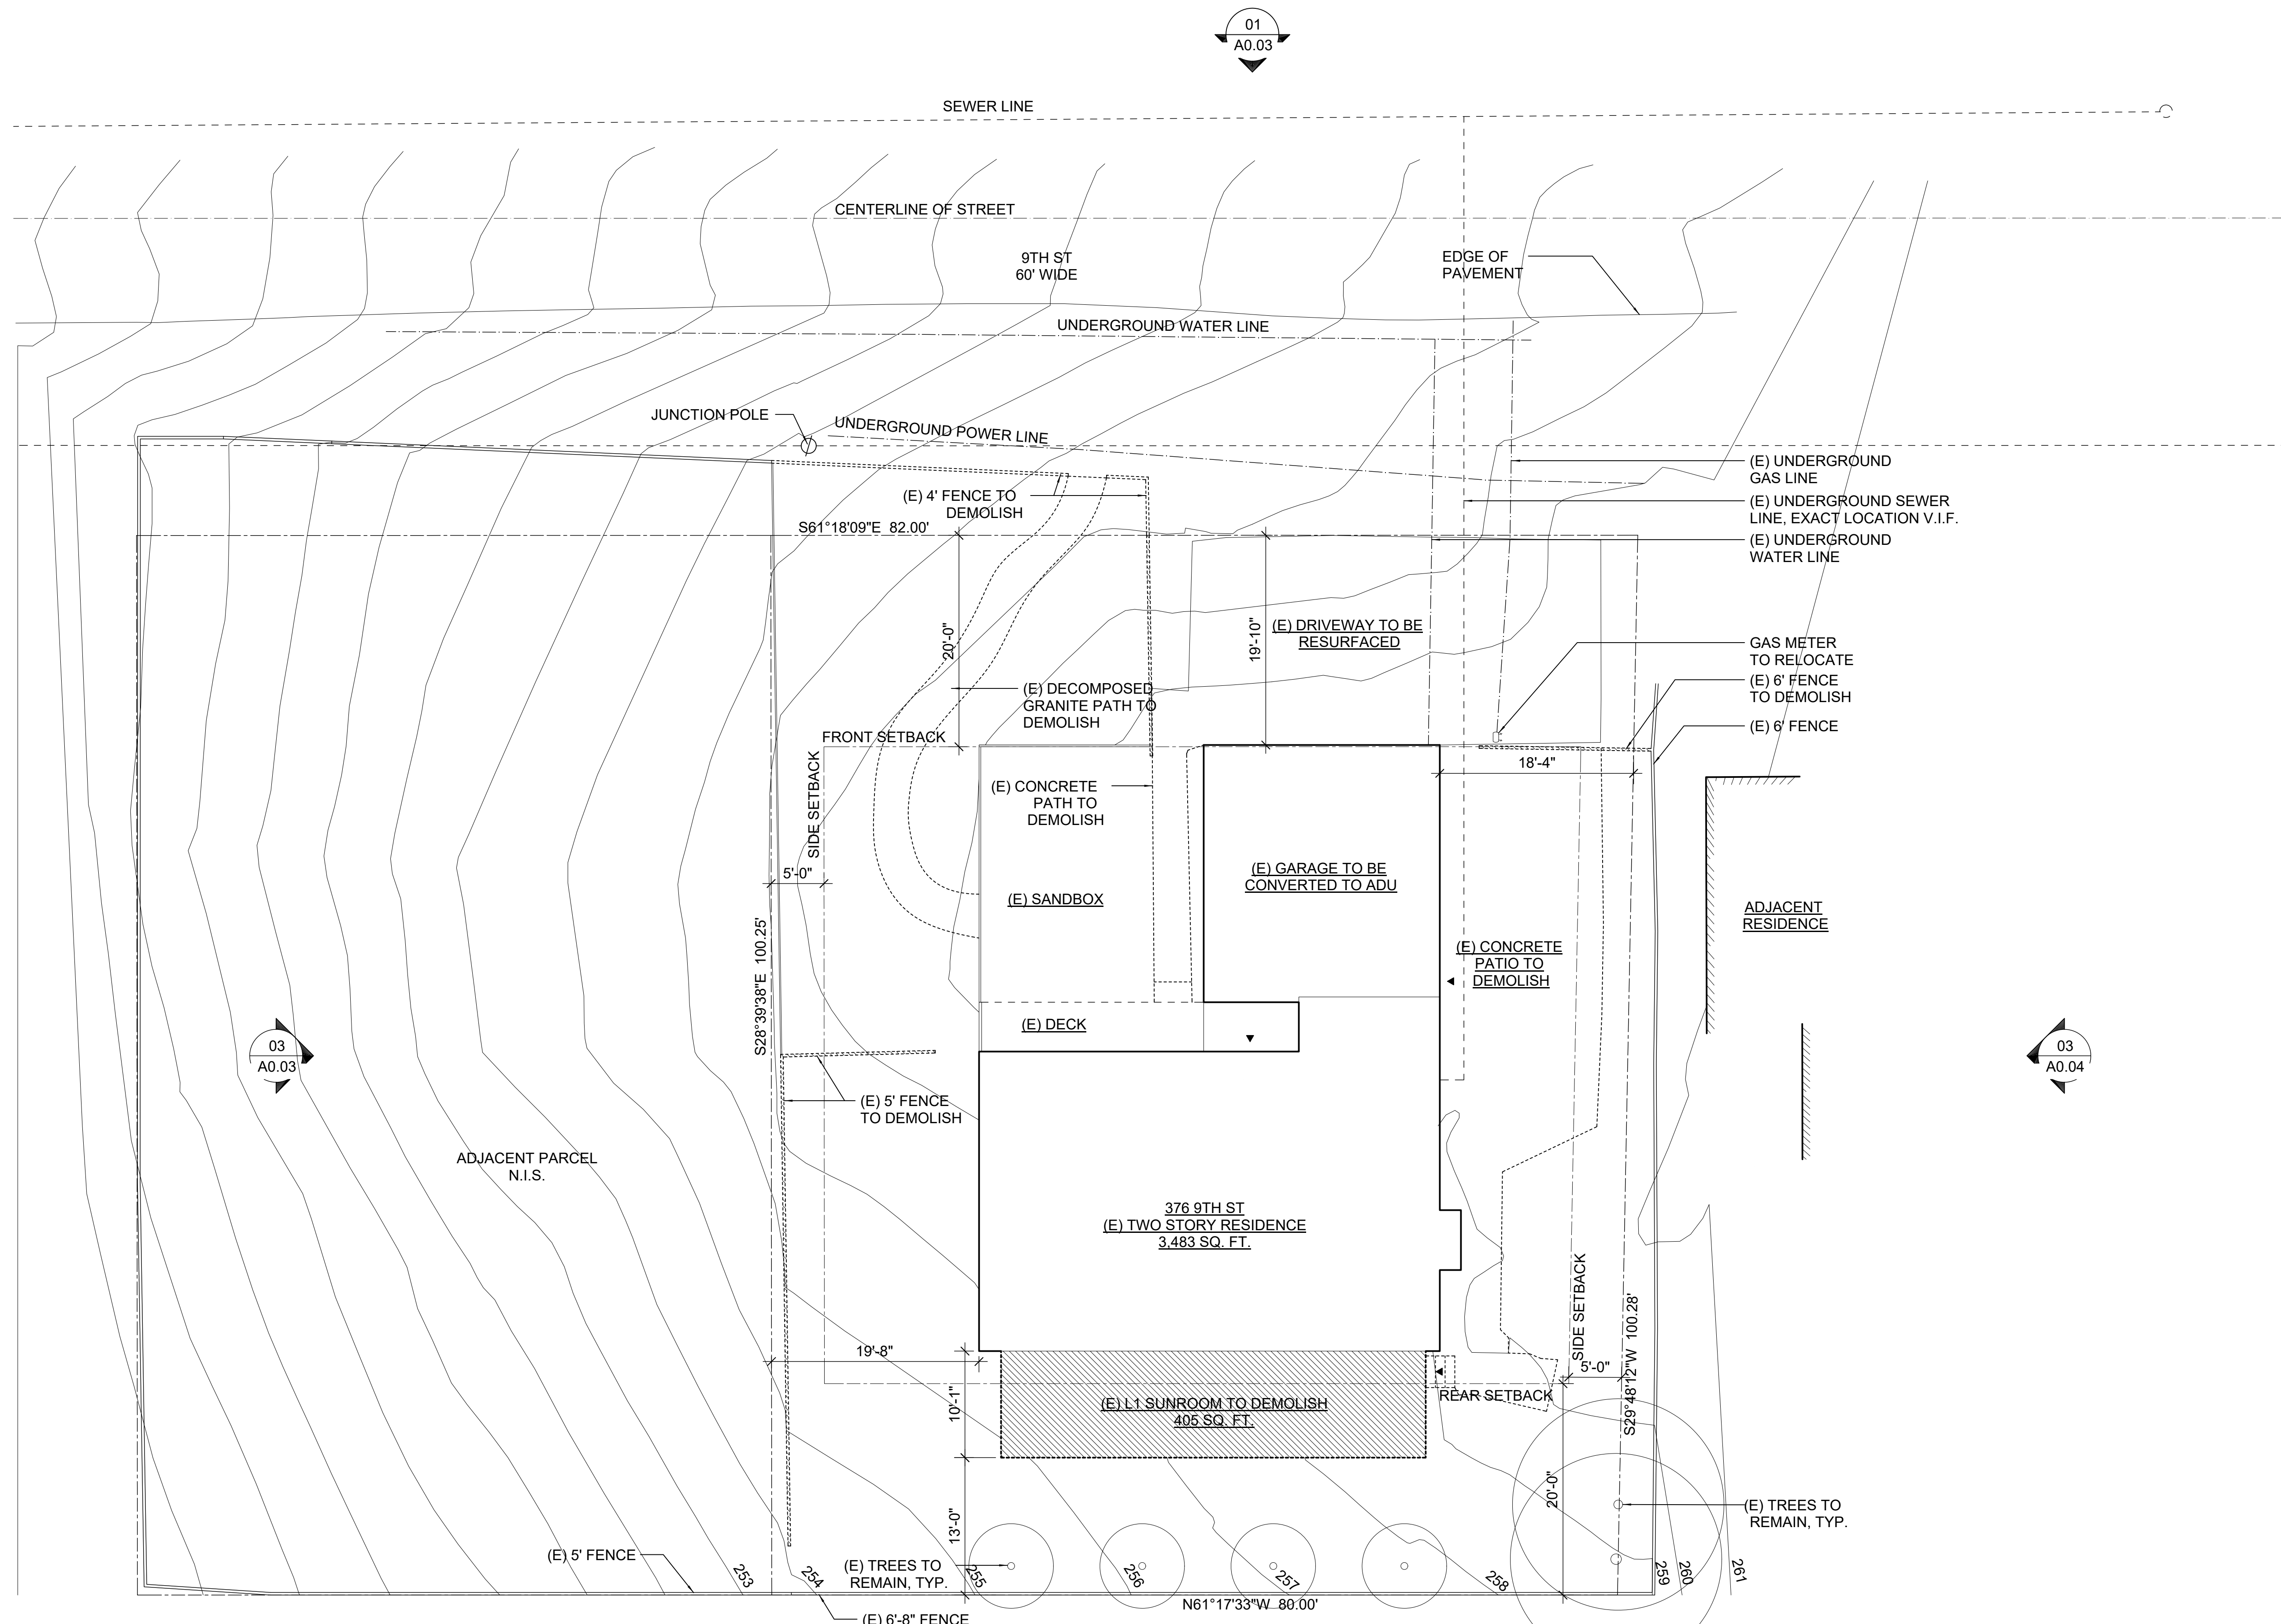 01
A0.03
SEWER LINE
CENTERLINE OF STREET
9TH ST
60' WIDE
EDGE OF
PAVEMENT
UNDERGROUND WATER LINE
JUNCTION POLE
UNDERGROUND POWER LINE
(E) UNDERGROUND
GAS LINE
(E) 4' FENCE TO
DEMOLISH
(E) UNDERGROUND SEWER
LINE, EXACT LOCATION V.I.F.
S61°18'09"E 82.00'
(E) UNDERGROUND
WATER LINE
20'-0"
19'-10"
(E) DRIVEWAY TO BE
RESURFACED
GAS METER
TO RELOCATE
(E) 6' FENCE
TO DEMOLISH
(E) DECOMPOSED
GRANITE PATH TO
DEMOLISH
(E) 6' FENCE
FRONT SETBACK
SIDE SETBACK
18'-4"
(E) CONCRETE
PATH TO
DEMOLISH
5'-0"
(E) GARAGE TO BE
CONVERTED TO ADU
(E) SANDBOX
ADJACENT
RESIDENCE
S28°39'38"E 100.25'
(E) CONCRETE
PATIO TO
DEMOLISH
(E) DECK
03
A0.03
03
A0.04
(E) 5' FENCE
TO DEMOLISH
ADJACENT PARCEL
N.I.S.
376 9TH ST
(E) TWO STORY RESIDENCE
3,483 SQ. FT.
SIDE SETBACK
S29°48'12"W 100.28'
19'-8"
5'-0"
10'-1"
(E) L1 SUNROOM TO DEMOLISH
405 SQ. FT.
REAR SETBACK
20'-0"
13'-0"
(E) TREES TO
REMAIN, TYP.
(E) 5' FENCE
(E) TREES TO
REMAIN, TYP.
253
254
255
256
257
258
259
260
261
N61°17'33"W 80.00'
(E) 6'-8" FENCE